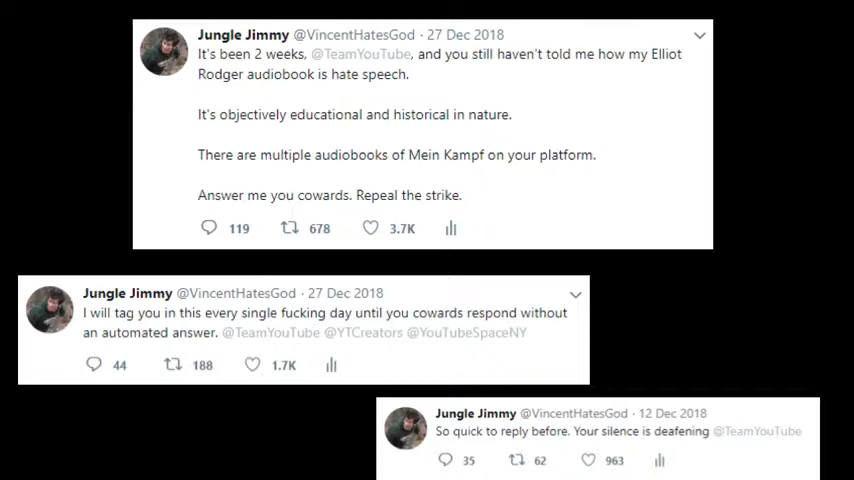 Jungle Jimmy @VincentHatesGod · 27 Dec 2018
It's been 2 weeks, @TeamYouTube, and you still haven't told me how my Elliot
Rodger audiobook is hate speech.
It's objectively educational and historical in nature.
There are multiple audiobooks of Mein Kampf on your platform.
Answer me you cowards. Repeal the strike.
119 678 3.7K
Jungle Jimmy @VincentHatesGod · 27 Dec 2018
I will tag you in this every single fucking day until you cowards respond without
an automated answer. @TeamYouTube @YTCreators @YouTubeSpaceNY
44 188 1.7K
Jungle Jimmy @VincentHatesGod · 12 Dec 2018
So quick to reply before. Your silence is deafening @TeamYouTube
35 62 963